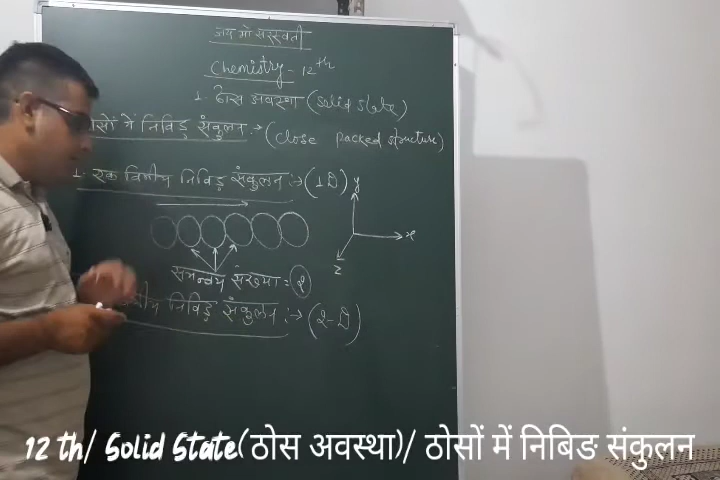 जय माँ सरस्वती
Chemistry - 12th
1. ठोस अवस्था (Solid state)
ठोसों में निविड़ संकुलन :→ (close packed structure)
1. एक विमीय निविड़ संकुलन :→ (1D)
y
x
z
समन्वय संख्या = 2
विमीय निविड़ संकुलन :→ (2-D)
12 th/ Solid State(ठोस अवस्था)/ ठोसों में निबिङ संकुलन